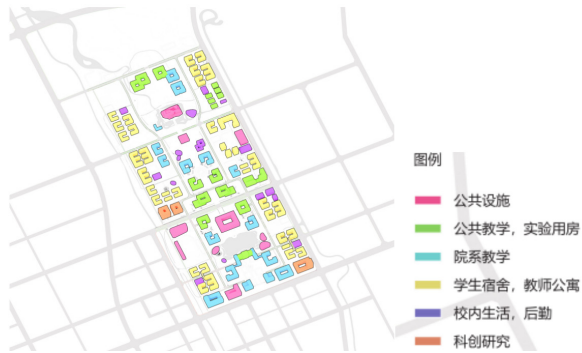 图例
公共设施
公共教学，实验用房
院系教学
学生宿舍，教师公寓
校内生活，后勤
科创研究